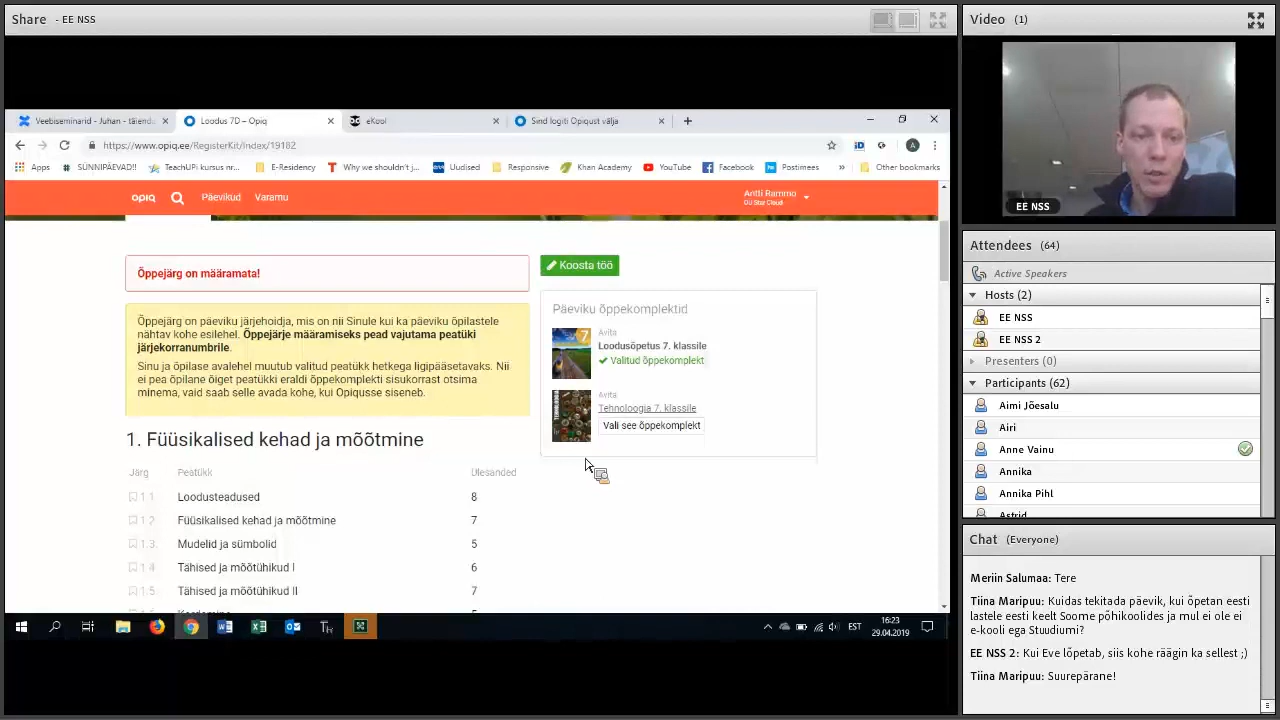 Share - EE NSS
Veebiseminarid - Juhan - täiend...
Loodus 7D – Opiq
eKool
Sind logiti Opiqust välja
https://www.opiq.ee/RegisterKit/Index/19182
Apps
SÜNNIPÄEVAD!!
TeachUPi kursus nr...
E-Residency
Why we shouldn't j...
Uudised
Responsive
Khan Academy
YouTube
Facebook
Postimees
»
Other bookmarks
opiq
Päevikud
Varamu
Antti Rammo
OÜ Star Cloud
Õppejärg on määramata!
Õppejärg on päeviku järjehoidja, mis on nii Sinule kui ka päeviku õpilastele
nähtav kohe esilehel. Õppejärje määramiseks pead vajutama peatüki
järjekorranumbrile.
Sinu ja õpilase avalehel muutub valitud peatükk hetkega ligipääsetavaks. Nii
ei pea õpilane õiget peatükki eraldi õppekomplekti sisukorrast otsima
minema, vaid saab selle avada kohe, kui Opiqusse siseneb.
1. Füüsikalised kehad ja mõõtmine
Järg Peatükk Ülesanded
1.1. Loodusteadused 8
1.2. Füüsikalised kehad ja mõõtmine 7
1.3. Mudelid ja sümbolid 5
1.4. Tähised ja mõõtühikud I 6
1.5. Tähised ja mõõtühikud II 7
Koosta töö
Päeviku õppekomplektid
7
Avita
Loodusõpetus 7. klassile
Valitud õppekomplekt
TEHNOLOOGIA
Avita
Tehnoloogia 7. klassile
Vali see õppekomplekt
EST
16:23
29.04.2019
Video (1)
EE NSS
Attendees (64)
Active Speakers
Hosts (2)
EE NSS
EE NSS 2
Presenters (0)
Participants (62)
Aimi Jõesalu
Airi
Anne Vainu
Annika
Annika Pihl
Astrid
Chat (Everyone)
Meriin Salumaa: Tere
Tiina Maripuu: Kuidas tekitada päevik, kui õpetan eesti
lastele eesti keelt Soome põhikoolides ja mul ei ole ei
e-kooli ega Stuudiumi?
EE NSS 2: Kui Eve lõpetab, siis kohe räägin ka sellest ;)
Tiina Maripuu: Suurepärane!